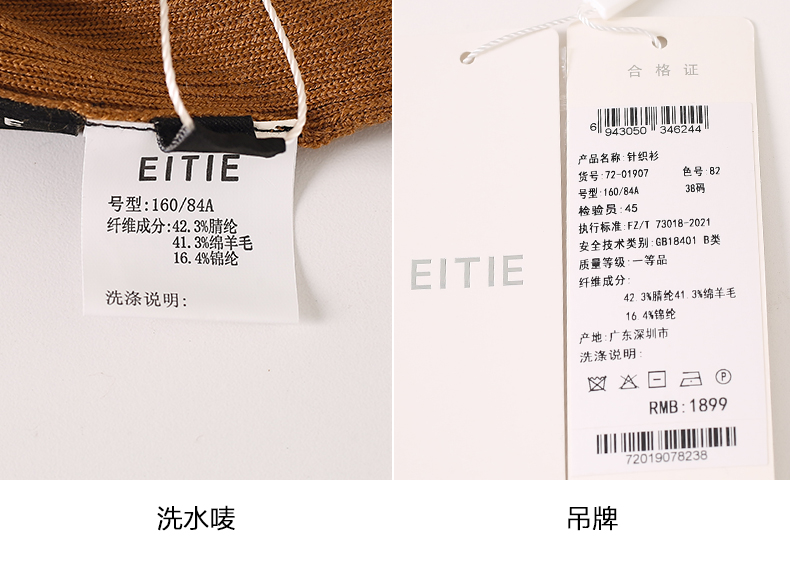 EITIE
号型:160/84A
纤维成分:42.3%腈纶
41.3%绵羊毛
16.4%锦纶
洗涤说明:
EITIE
合格证
6 943050 346244
产品名称:针织衫
货号:72-01907 色号:82
号型:160/84A 38码
检验员:45
执行标准:FZ/T 73018-2021
安全技术类别:GB18401 B类
质量等级:一等品
纤维成分:
42.3%腈纶41.3%绵羊毛
16.4%锦纶
产地:广东深圳市
洗涤说明:
P
RMB:1899
72019078238
洗水唛
吊牌